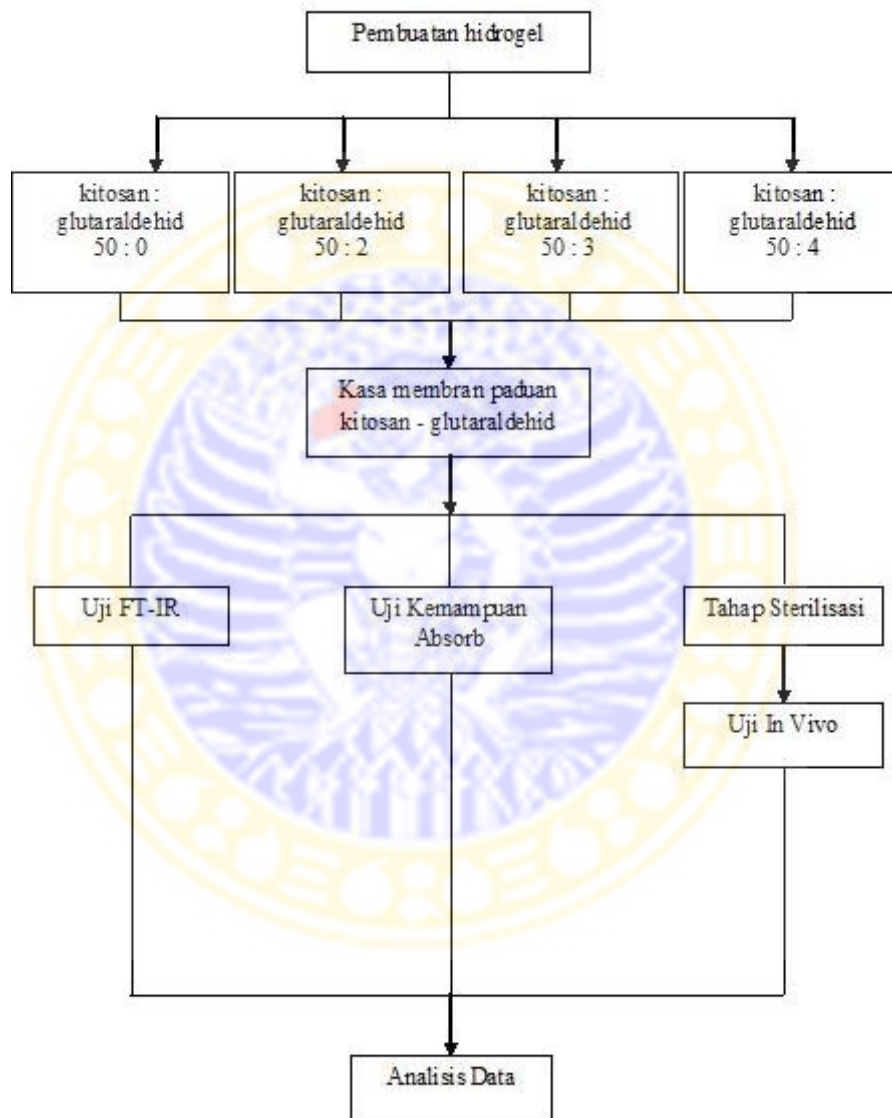 Pembuatan hidrogel
kitosan :
glutaraldehid
50 : 0
kitosan :
glutaraldehid
50 : 2
kitosan :
glutaraldehid
50 : 3
kitosan :
glutaraldehid
50 : 4
Kasa membran paduan
kitosan - glutaraldehid
Uji FT-IR
Uji Kemampuan
Absorb
Tahap Sterilisasi
Uji In Vivo
Analisis Data